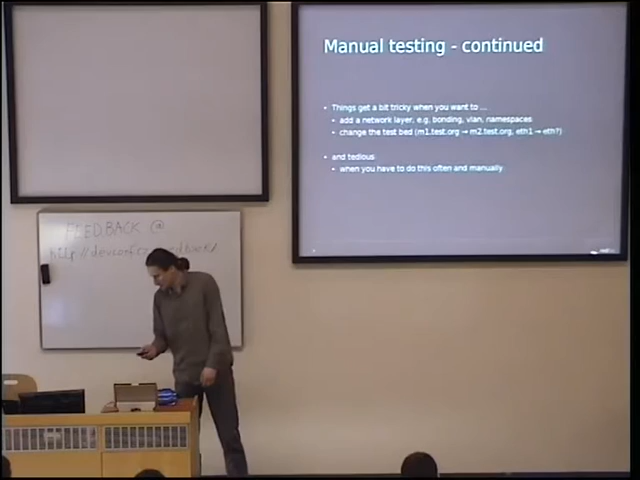 Manual testing - continued
Things get a bit tricky when you want to ...
add a network layer, e.g. bonding, vlan, namespaces
change the test bed (m1.test.org → m2.test.org, eth1 → eth?)
and tedious
when you have to do this often and manually
FEEDBACK @